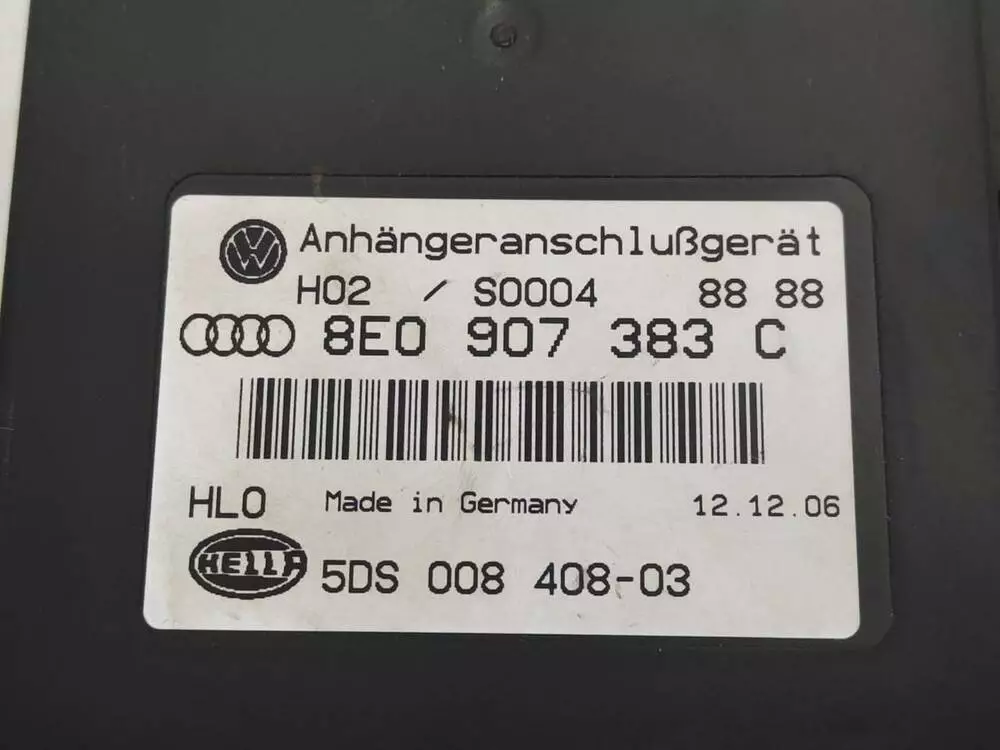 Anhängeranschlußgerät
H02 / S0004 88 88
8E0 907 383 C
HLO Made in Germany 12.12.06
HELLA 5DS 008 408-03